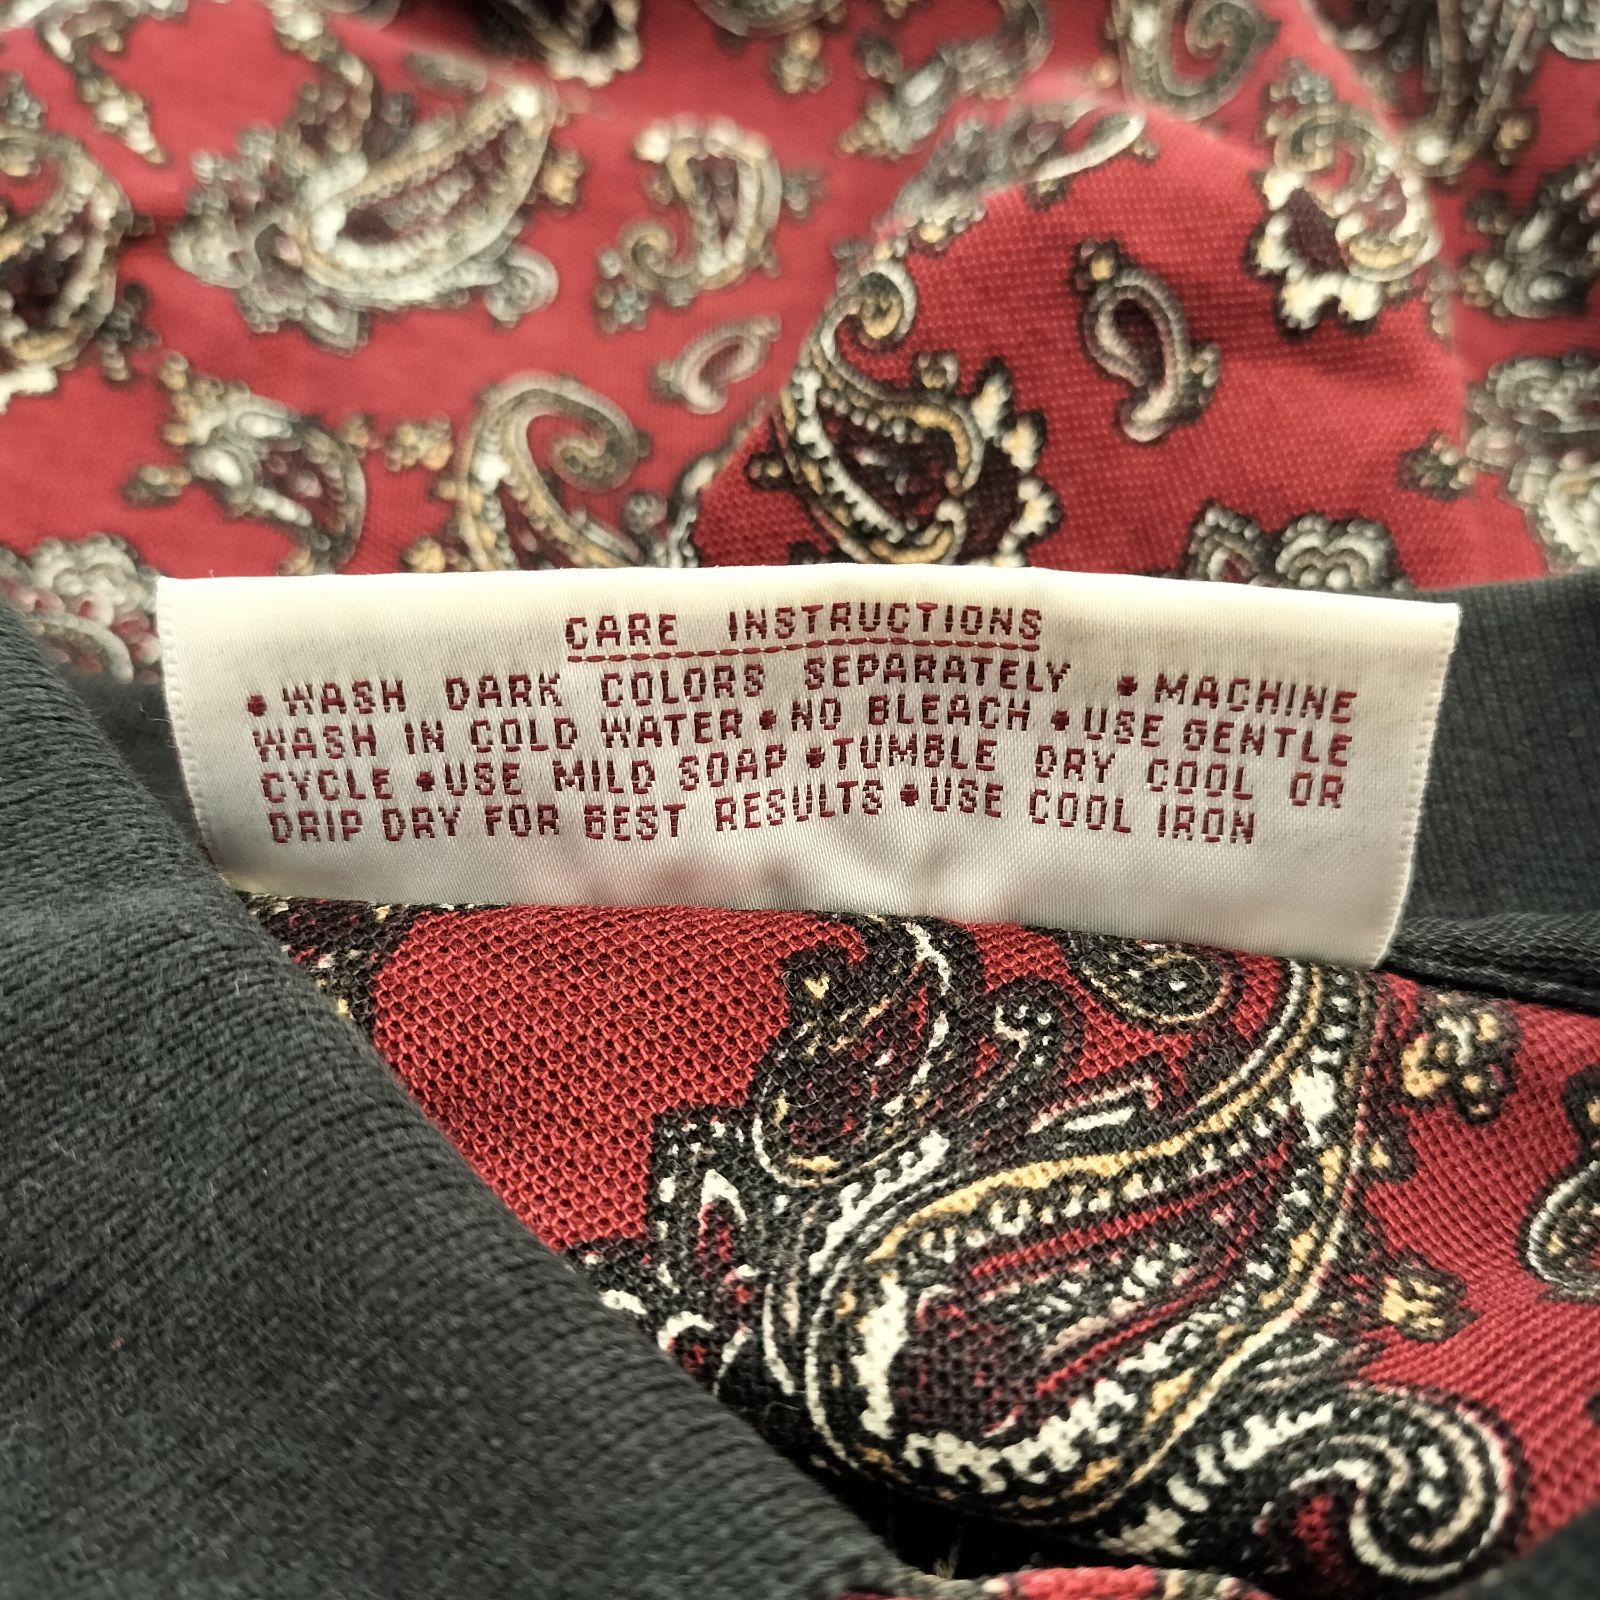 CARE INSTRUCTIONS
• WASH DARK COLORS SEPARATELY • MACHINE
WASH IN COLD WATER • NO BLEACH • USE GENTLE
CYCLE • USE MILD SOAP • TUMBLE DRY COOL OR
DRIP DRY FOR BEST RESULTS • USE COOL IRON